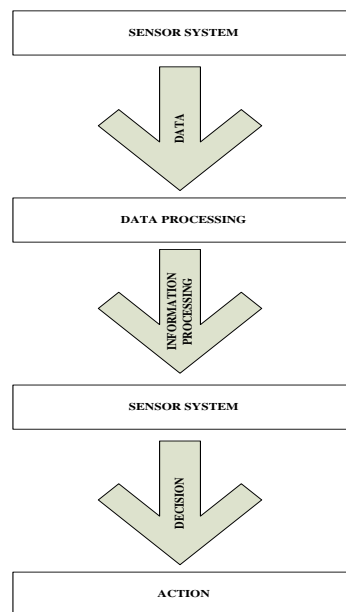 SENSOR SYSTEM
DATA
DATA PROCESSING
INFORMATION
PROCESSING
SENSOR SYSTEM
DECISION
ACTION